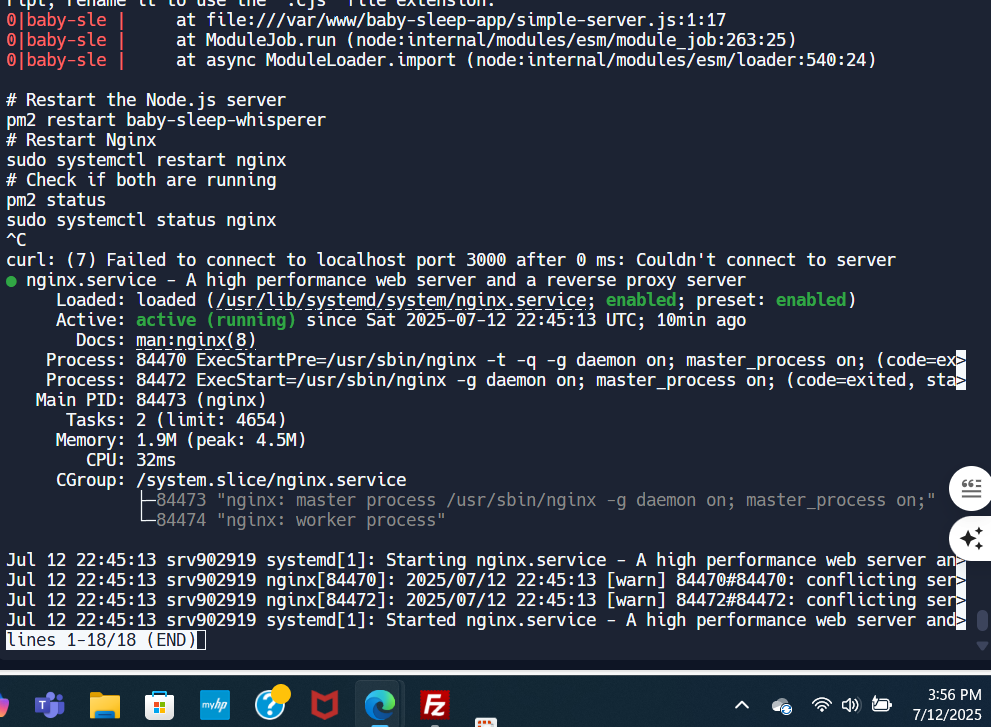 ript, rename it to use the '.cjs' file extension.
0|baby-sle |     at file:///var/www/baby-sleep-app/simple-server.js:1:17
0|baby-sle |     at ModuleJob.run (node:internal/modules/esm/module_job:263:25)
0|baby-sle |     at async ModuleLoader.import (node:internal/modules/esm/loader:540:24)
# Restart the Node.js server
pm2 restart baby-sleep-whisperer
# Restart Nginx
sudo systemctl restart nginx
# Check if both are running
pm2 status
sudo systemctl status nginx
^C
curl: (7) Failed to connect to localhost port 3000 after 0 ms: Couldn't connect to server
● nginx.service - A high performance web server and a reverse proxy server
     Loaded: loaded (/usr/lib/systemd/system/nginx.service; enabled; preset: enabled)
     Active: active (running) since Sat 2025-07-12 22:45:13 UTC; 10min ago
       Docs: man:nginx(8)
    Process: 84470 ExecStartPre=/usr/sbin/nginx -t -q -g daemon on; master_process on; (code=ex>
    Process: 84472 ExecStart=/usr/sbin/nginx -g daemon on; master_process on; (code=exited, sta>
   Main PID: 84473 (nginx)
      Tasks: 2 (limit: 4654)
     Memory: 1.9M (peak: 4.5M)
        CPU: 32ms
     CGroup: /system.slice/nginx.service
             ├─84473 "nginx: master process /usr/sbin/nginx -g daemon on; master_process on;"
             └─84474 "nginx: worker process"
Jul 12 22:45:13 srv902919 systemd[1]: Starting nginx.service - A high performance web server an>
Jul 12 22:45:13 srv902919 nginx[84470]: 2025/07/12 22:45:13 [warn] 84470#84470: conflicting ser>
Jul 12 22:45:13 srv902919 nginx[84472]: 2025/07/12 22:45:13 [warn] 84472#84472: conflicting ser>
Jul 12 22:45:13 srv902919 systemd[1]: Started nginx.service - A high performance web server and>
lines 1-18/18 (END)
myhp
3:56 PM
7/12/2025